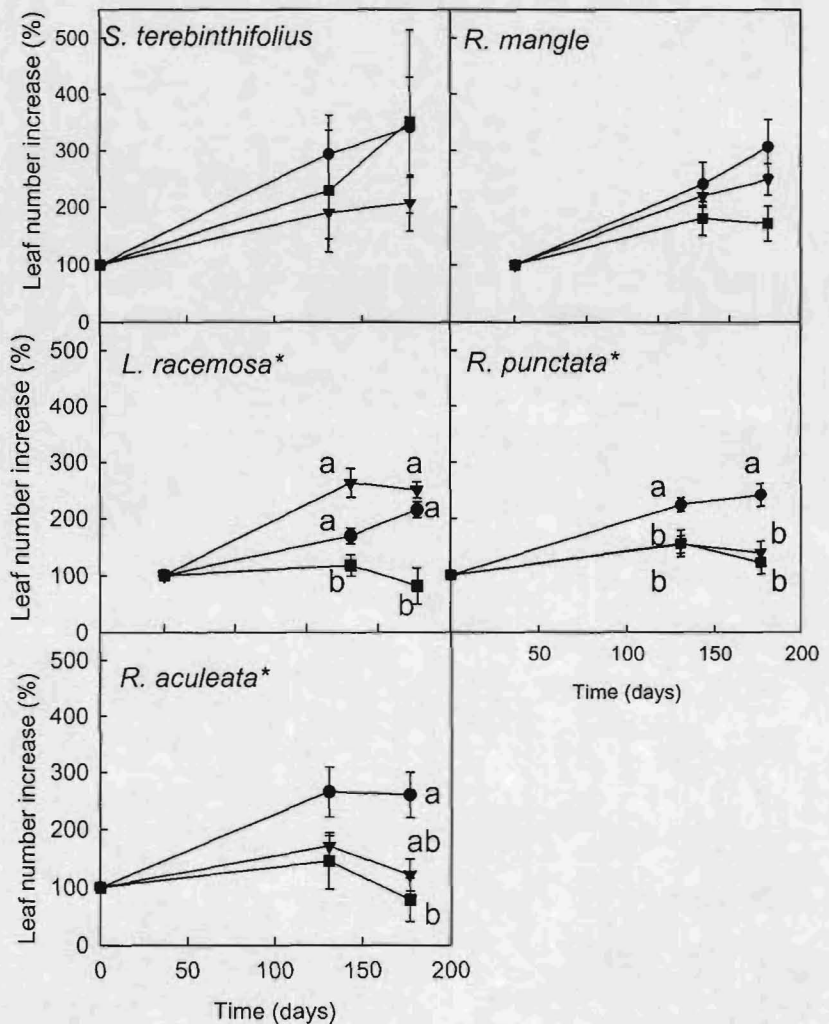 S. terebinthifolius
Leaf number increase (%)
500
400
300
200
100
0
R. mangle
L. racemosa*
Leaf number increase (%)
500
400
300
200
100
0
a
a
a
a
b
b
R. punctata*
a
a
b
b
b
b
50 100 150 200
Time (days)
R. aculeata*
Leaf number increase (%)
500
400
300
200
100
0
a
ab
b
0 50 100 150 200
Time (days)